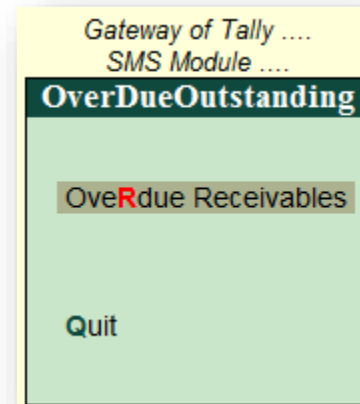 Gateway of Tally ....
SMS Module ....
OverDueOutstanding
OveRdue Receivables
Quit